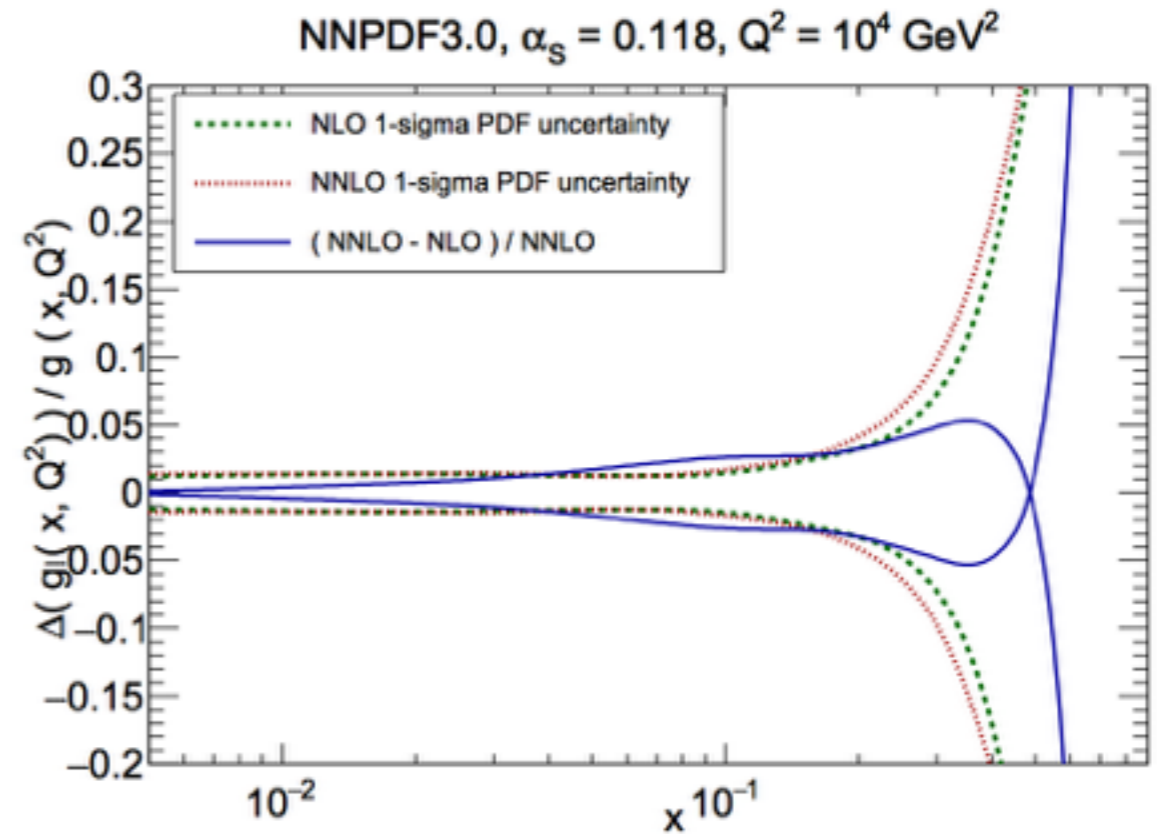 NNPDF3.0, αS = 0.118, Q² = 10⁴ GeV²
NLO 1-sigma PDF uncertainty
NNLO 1-sigma PDF uncertainty
( NNLO - NLO ) / NNLO
Δ( g ( x, Q²) ) / g ( x, Q²)
0.3
0.25
0.2
0.15
0.1
0.05
0
0.05
−0.1
−0.15
−0.2
10⁻²
10⁻¹
x